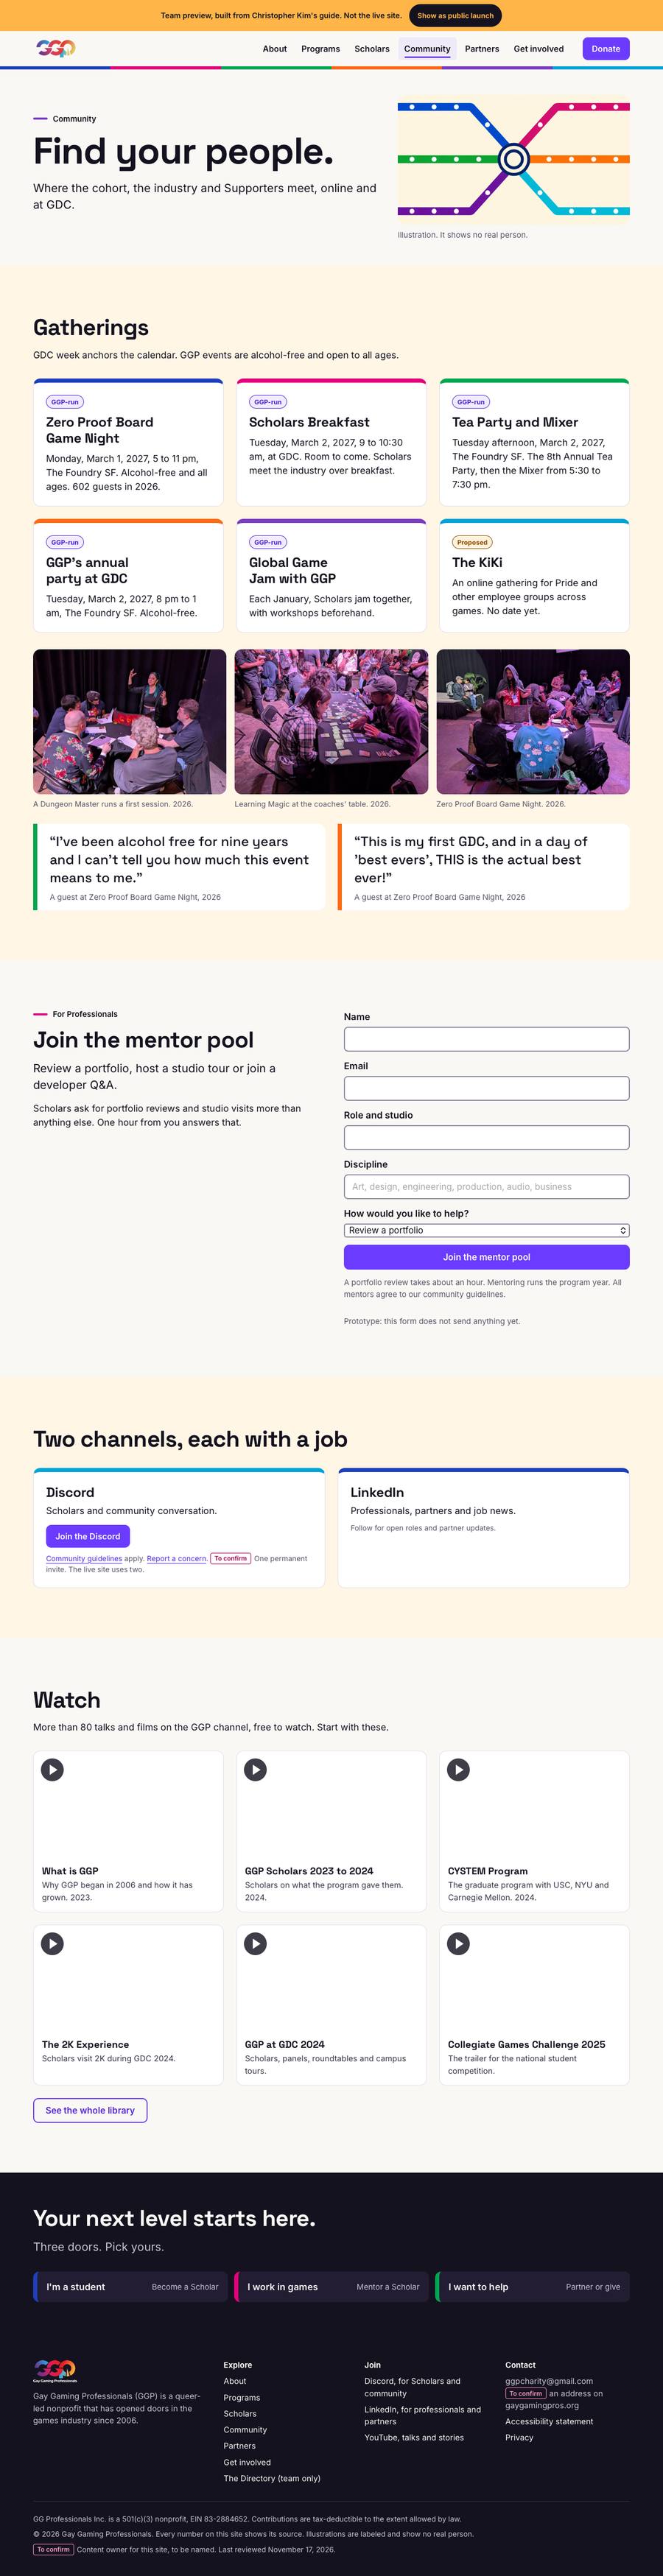 Team preview, built from Christopher Kim's guide. Not the live site.
Show as public launch
GGP
About
Programs
Scholars
Community
Partners
Get involved
Donate
Community
Find your people.
Where the cohort, the industry and Supporters meet, online and
at GDC.
Illustration. It shows no real person.
Gatherings
GDC week anchors the calendar. GGP events are alcohol-free and open to all ages.
GGP-run
Zero Proof Board
Game Night
Monday, March 1, 2027, 5 to 11 pm,
The Foundry SF. Alcohol-free and all
ages. 602 guests in 2026.
GGP-run
Scholars Breakfast
Tuesday, March 2, 2027, 9 to 10:30
am, at GDC. Room to come. Scholars
meet the industry over breakfast.
GGP-run
Tea Party and Mixer
Tuesday afternoon, March 2, 2027,
The Foundry SF. The 8th Annual Tea
Party, then the Mixer from 5:30 to
7:30 pm.
GGP-run
GGP's annual
party at GDC
Tuesday, March 2, 2027, 8 pm to 1
am, The Foundry SF. Alcohol-free.
GGP-run
Global Game
Jam with GGP
Each January, Scholars jam together,
with workshops beforehand.
Proposed
The KiKi
An online gathering for Pride and
other employee groups across
games. No date yet.
A Dungeon Master runs a first session. 2026.
Learning Magic at the coaches' table. 2026.
Zero Proof Board Game Night. 2026.
“I've been alcohol free for nine years
and I can't tell you how much this event
means to me.”
A guest at Zero Proof Board Game Night, 2026
“This is my first GDC, and in a day of
'best evers', THIS is the actual best
ever!”
A guest at Zero Proof Board Game Night, 2026
For Professionals
Join the mentor pool
Review a portfolio, host a studio tour or join a
developer Q&A.
Scholars ask for portfolio reviews and studio visits more than
anything else. One hour from you answers that.
Name
Email
Role and studio
Discipline
Art, design, engineering, production, audio, business
How would you like to help?
Review a portfolio
Join the mentor pool
A portfolio review takes about an hour. Mentoring runs the program year. All
mentors agree to our community guidelines.
Prototype: this form does not send anything yet.
Two channels, each with a job
Discord
Scholars and community conversation.
Join the Discord
Community guidelines apply. Report a concern. To confirm One permanent
invite. The live site uses two.
LinkedIn
Professionals, partners and job news.
Follow for open roles and partner updates.
Watch
More than 80 talks and films on the GGP channel, free to watch. Start with these.
What is GGP
Why GGP began in 2006 and how it has
grown. 2023.
GGP Scholars 2023 to 2024
Scholars on what the program gave them.
2024.
CYSTEM Program
The graduate program with USC, NYU and
Carnegie Mellon. 2024.
The 2K Experience
Scholars visit 2K during GDC 2024.
GGP at GDC 2024
Scholars, panels, roundtables and campus
tours.
Collegiate Games Challenge 2025
The trailer for the national student
competition.
See the whole library
Your next level starts here.
Three doors. Pick yours.
I'm a student
Become a Scholar
I work in games
Mentor a Scholar
I want to help
Partner or give
GGP
Gay Gaming Professionals
Gay Gaming Professionals (GGP) is a queer-
led nonprofit that has opened doors in the
games industry since 2006.
Explore
About
Programs
Scholars
Community
Partners
Get involved
The Directory (team only)
Join
Discord, for Scholars and
community
LinkedIn, for professionals and
partners
YouTube, talks and stories
Contact
ggpcharity@gmail.com
To confirm an address on
gaygamingpros.org
Accessibility statement
Privacy
GG Professionals Inc. is a 501(c)(3) nonprofit, EIN 83-2884652. Contributions are tax-deductible to the extent allowed by law.
© 2026 Gay Gaming Professionals. Every number on this site shows its source. Illustrations are labeled and show no real person.
To confirm Content owner for this site, to be named. Last reviewed November 17, 2026.